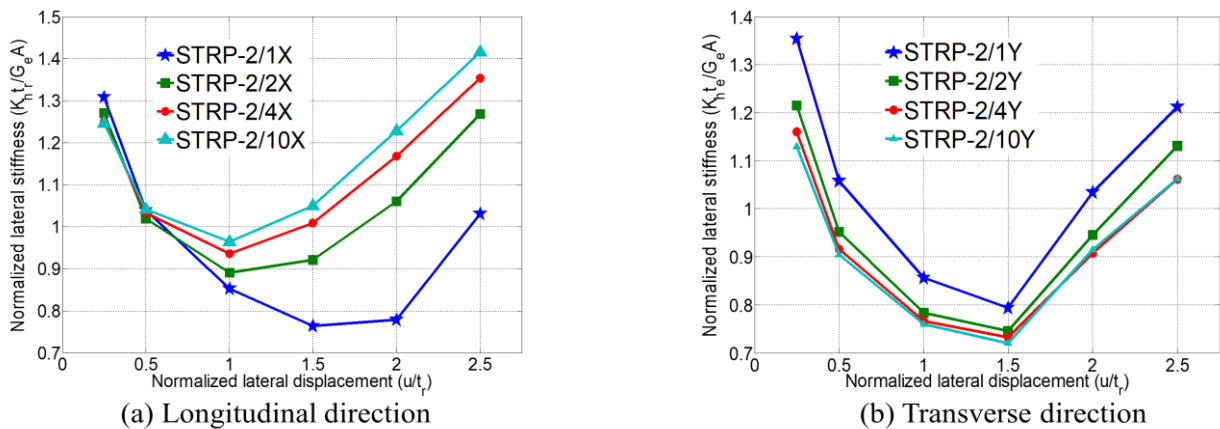 1.5
1.4
1.3
1.2
1.1
1
0.9
0.8
0.7
Normalized lateral stiffness (K_h t_r/G_e A)
STRP-2/1X
STRP-2/2X
STRP-2/4X
STRP-2/10X
0 0.5 1 1.5 2 2.5
Normalized lateral displacement (u/t_r)
(a) Longitudinal direction
1.4
1.3
1.2
1.1
1
0.9
0.8
0.7
Normalized lateral stiffness (K_h t_e/G_e A)
STRP-2/1Y
STRP-2/2Y
STRP-2/4Y
STRP-2/10Y
0 0.5 1 1.5 2 2.5
Normalized lateral displacement (u/t_r)
(b) Transverse direction